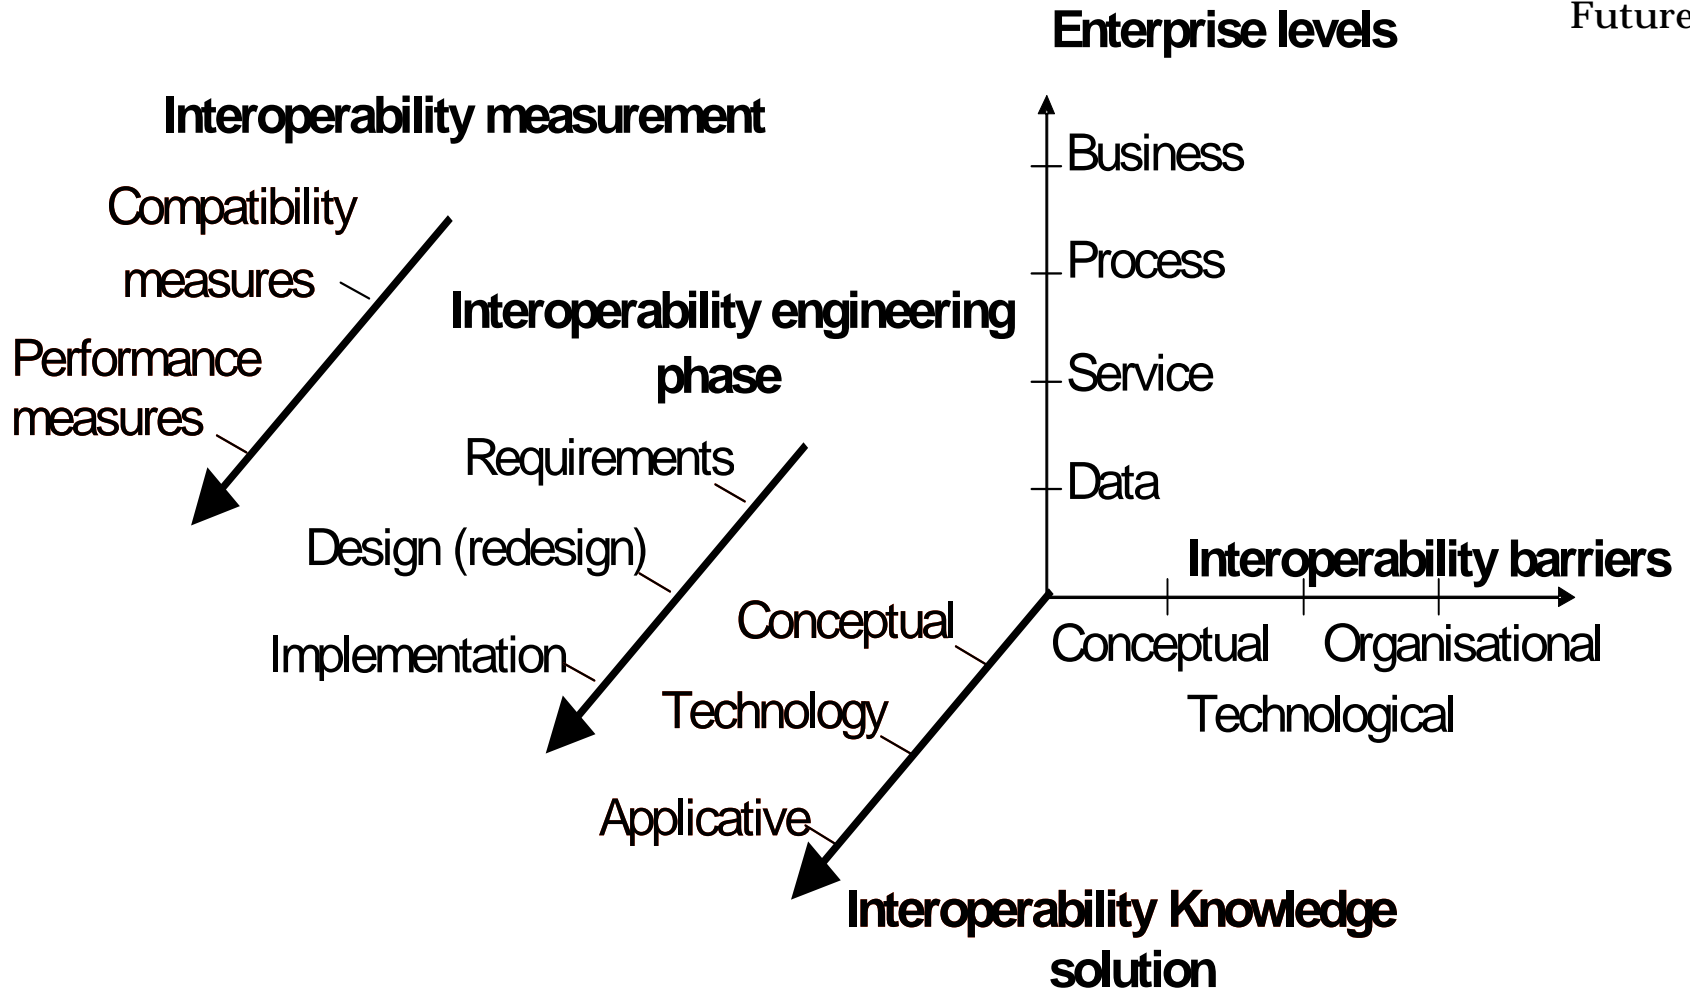 Future
Enterprise levels
Interoperability measurement
Business
Compatibility
measures
Process
Interoperability engineering
phase
Performance
measures
Service
Requirements
Data
Design (redesign)
Interoperability barriers
Conceptual
Conceptual
Organisational
Implementation
Technology
Technological
Applicative
Interoperability Knowledge
solution